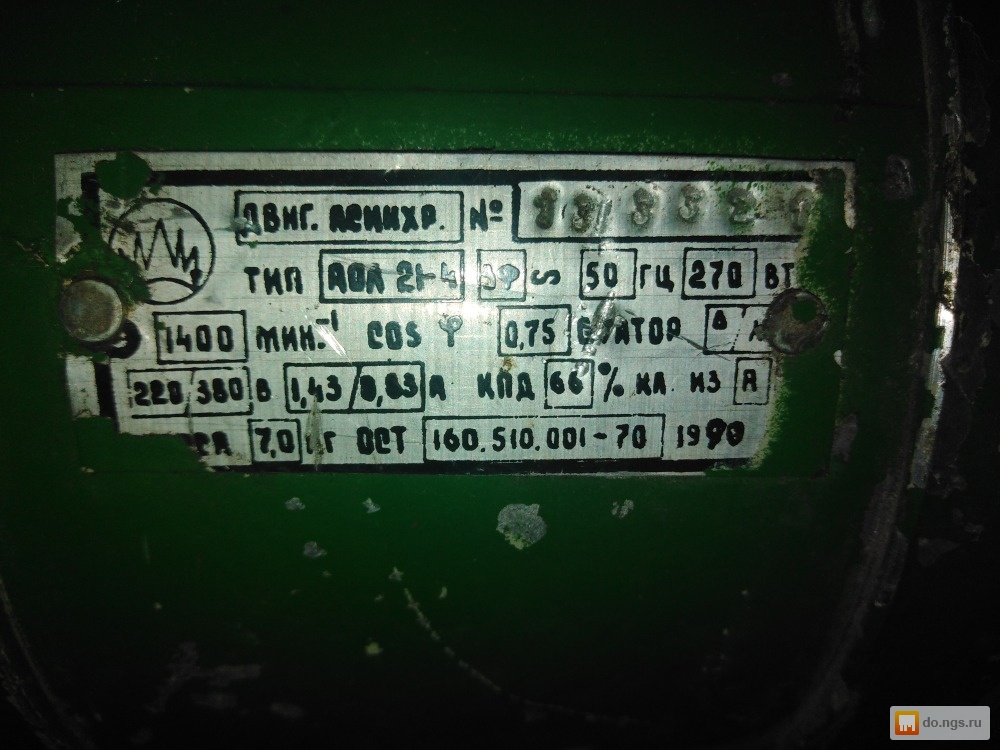 ДВИГ. АСИНХР. №
ТИП АОЛ 21-4 S 50 ГЦ 270 ВТ
1400 МИН.⁻¹ COS φ 0,75 СТАТОР Δ/
220/380 В 1,43/0,83 А КПД 66 % КЛ. ИЗ А
7,0 КГ ОСТ 160.510.001-70 1990
do.ngs.ru